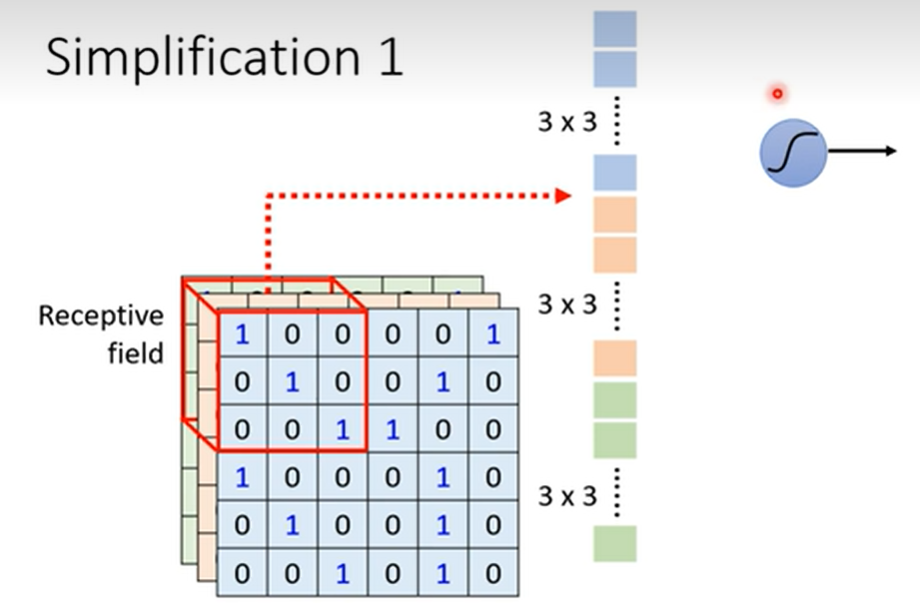 Simplification 1
3 x 3
Receptive
field
3 x 3
3 x 3
1 0 0 0 0 1
0 1 0 0 1 0
0 0 1 1 0 0
1 0 0 0 1 0
0 1 0 0 1 0
0 0 1 0 1 0